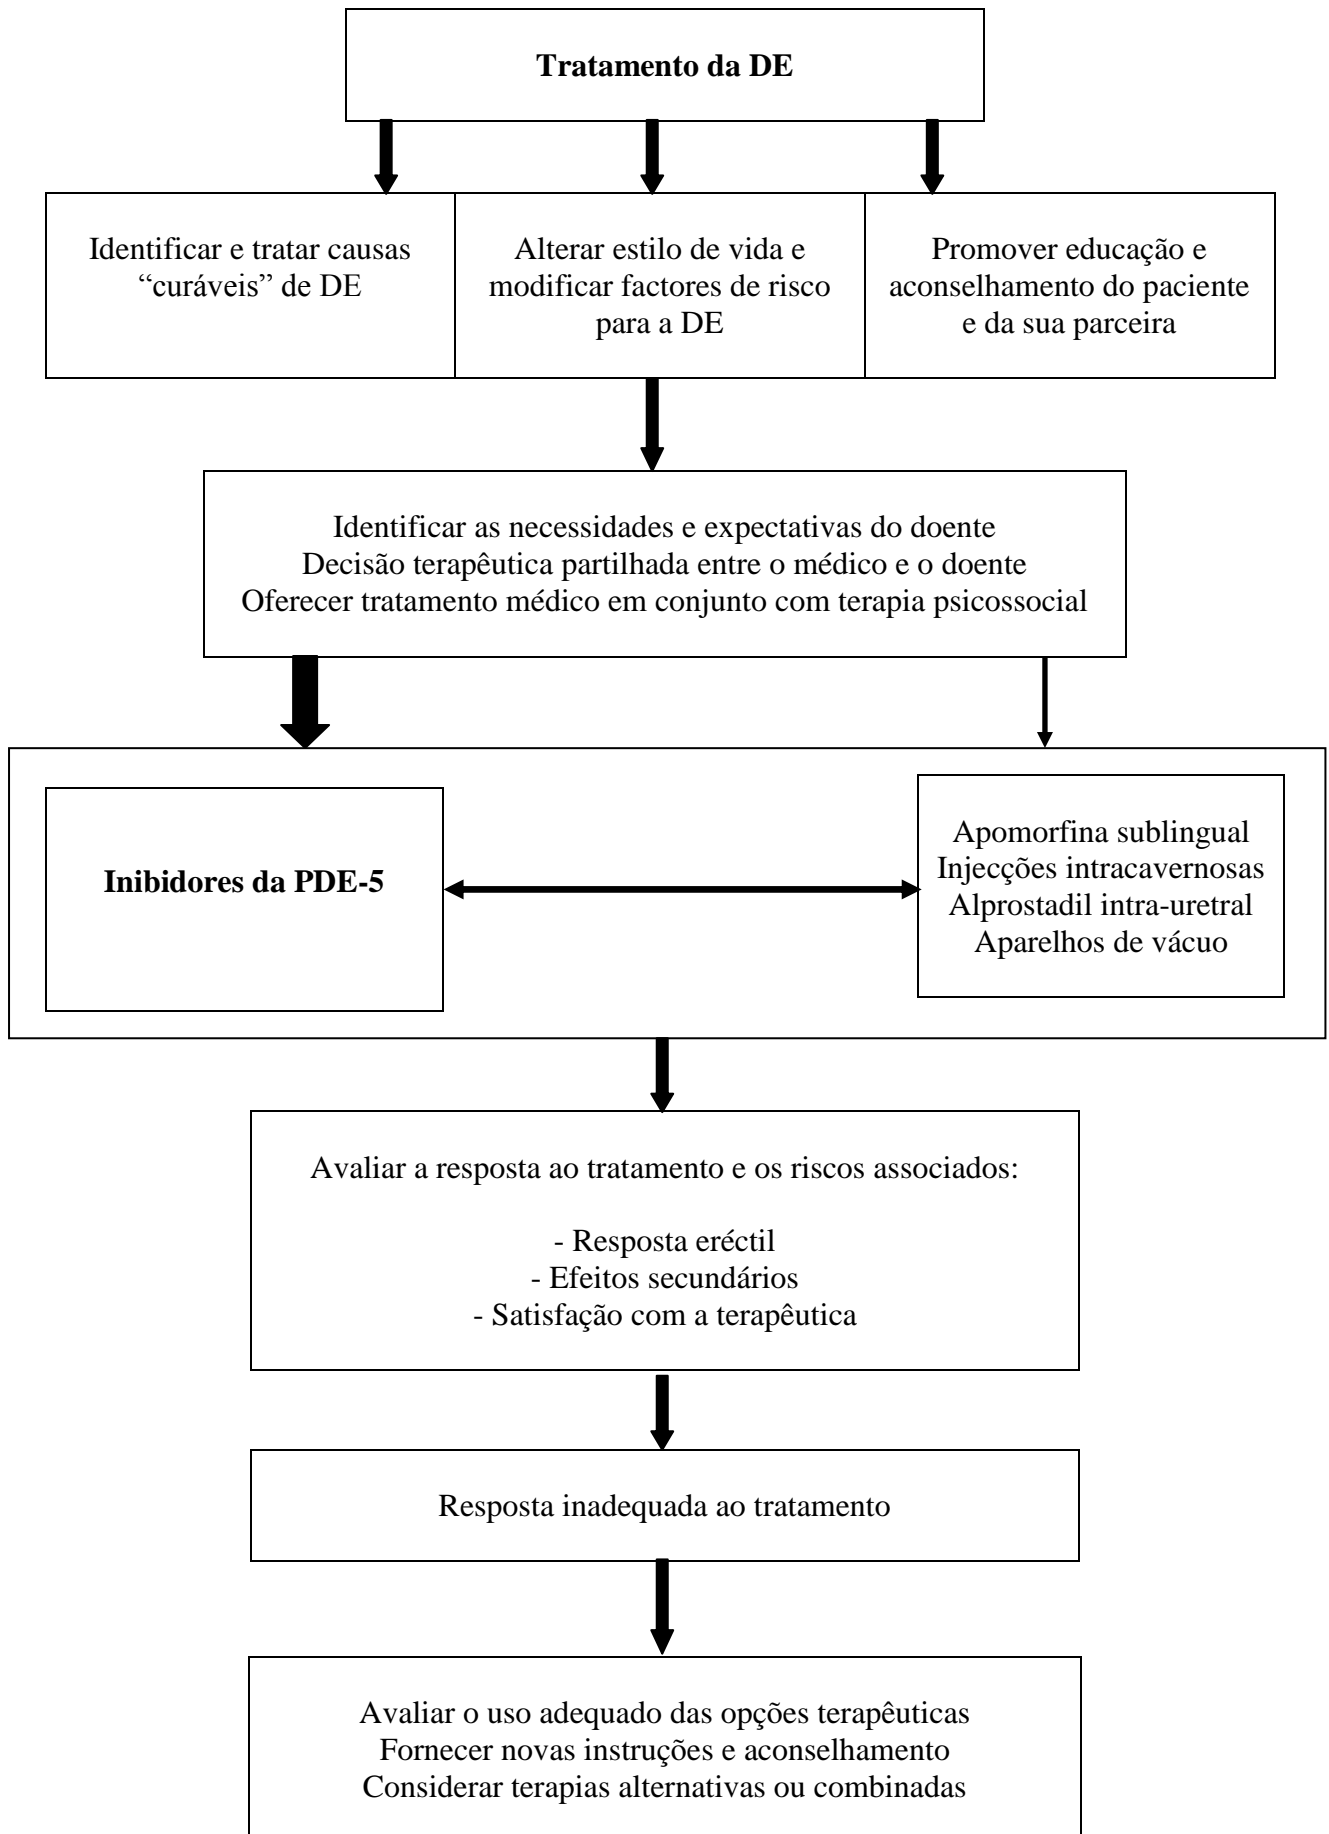 Tratamento da DE
Identificar e tratar causas
“curáveis” de DE
Alterar estilo de vida e
modificar factores de risco
para a DE
Promover educação e
aconselhamento do paciente
e da sua parceira
Identificar as necessidades e expectativas do doente
Decisão terapêutica partilhada entre o médico e o doente
Oferecer tratamento médico em conjunto com terapia psicossocial
Inibidores da PDE-5
Apomorfina sublingual
Injecções intracavernosas
Alprostadil intra-uretral
Aparelhos de vácuo
Avaliar a resposta ao tratamento e os riscos associados:
- Resposta eréctil
- Efeitos secundários
- Satisfação com a terapêutica
Resposta inadequada ao tratamento
Avaliar o uso adequado das opções terapêuticas
Fornecer novas instruções e aconselhamento
Considerar terapias alternativas ou combinadas